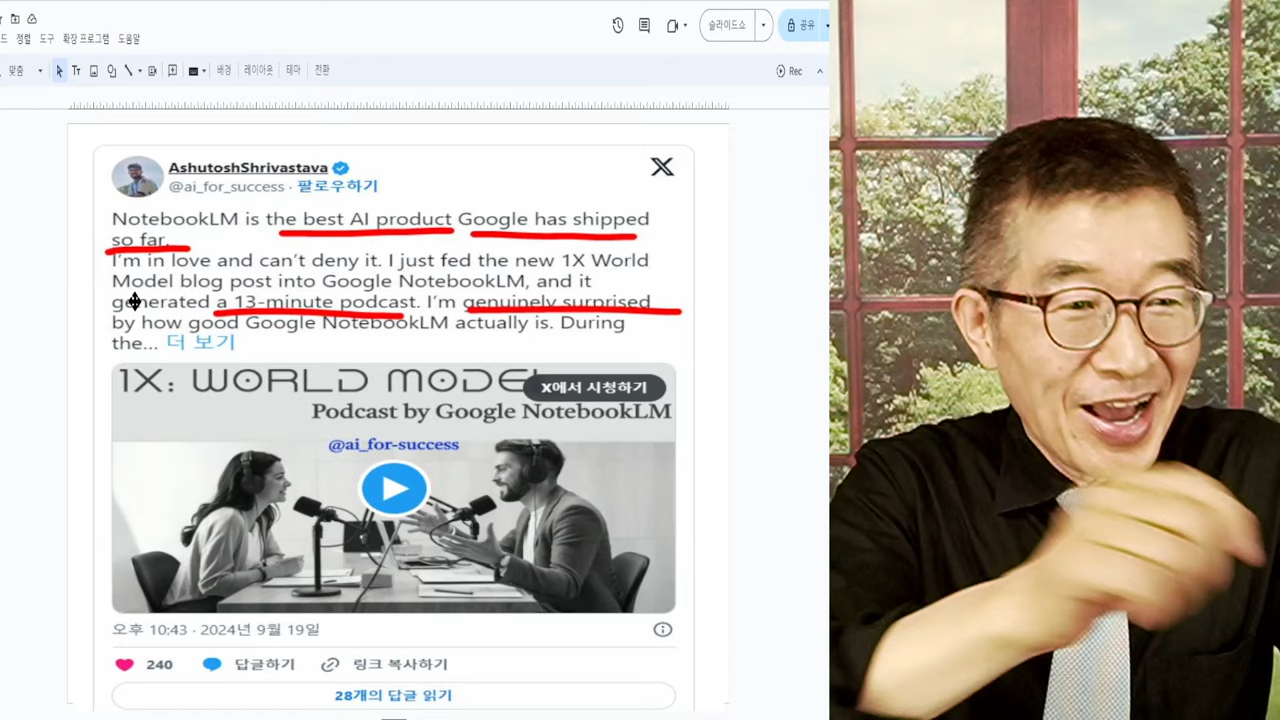 드 정렬 도구 확장 프로그램 도움말
슬라이드쇼
공유
맞춤
Tr
배경 레이아웃 테마 전환
Rec
AshutoshShrivastava
@ai_for_success · 팔로우하기
X
NotebookLM is the best AI product Google has shipped
so far.
I'm in love and can't deny it. I just fed the new 1X World
Model blog post into Google NotebookLM, and it
generated a 13-minute podcast. I'm genuinely surprised
by how good Google NotebookLM actually is. During
the... 더 보기
1X: WORLD MODEL
X에서 시청하기
Podcast by Google NotebookLM
@ai_for-success
오후 10:43 · 2024년 9월 19일
240 답글하기 링크 복사하기
28개의 답글 읽기